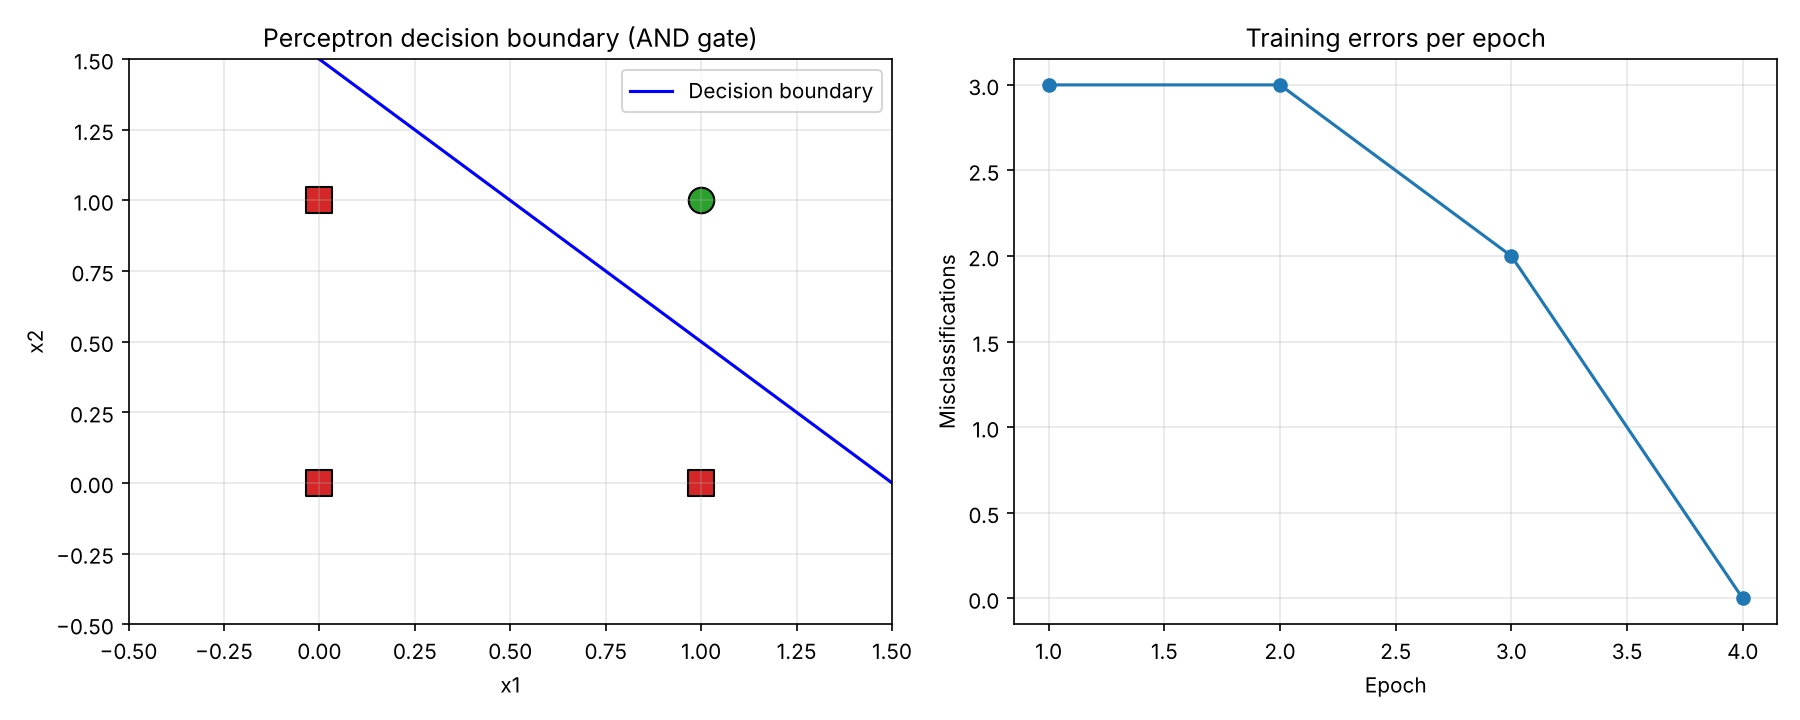 Perceptron decision boundary (AND gate)
Decision boundary
1.50
1.25
1.00
0.75
0.50
0.25
0.00
−0.25
−0.50
x2
−0.50 −0.25 0.00 0.25 0.50 0.75 1.00 1.25 1.50
x1
Training errors per epoch
3.0
2.5
2.0
1.5
1.0
0.5
0.0
Misclassifications
1.0 1.5 2.0 2.5 3.0 3.5 4.0
Epoch